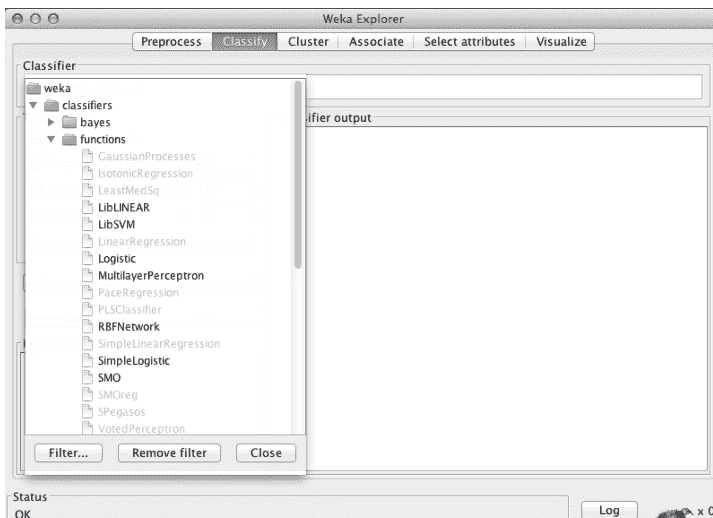 Weka Explorer
Preprocess Classify Cluster Associate Select attributes Visualize
Classifier
weka
classifiers
bayes
functions
GaussianProcesses
IsotonicRegression
LeastMedSq
LibLINEAR
LibSVM
LinearRegression
Logistic
MultilayerPerceptron
PaceRegression
PLSClassifier
RBFNetwork
SimpleLinearRegression
SimpleLogistic
SMO
SMOreg
SPegasos
VotedPerceptron
Filter... Remove filter Close
ifier output
Status
OK
Log
x 0